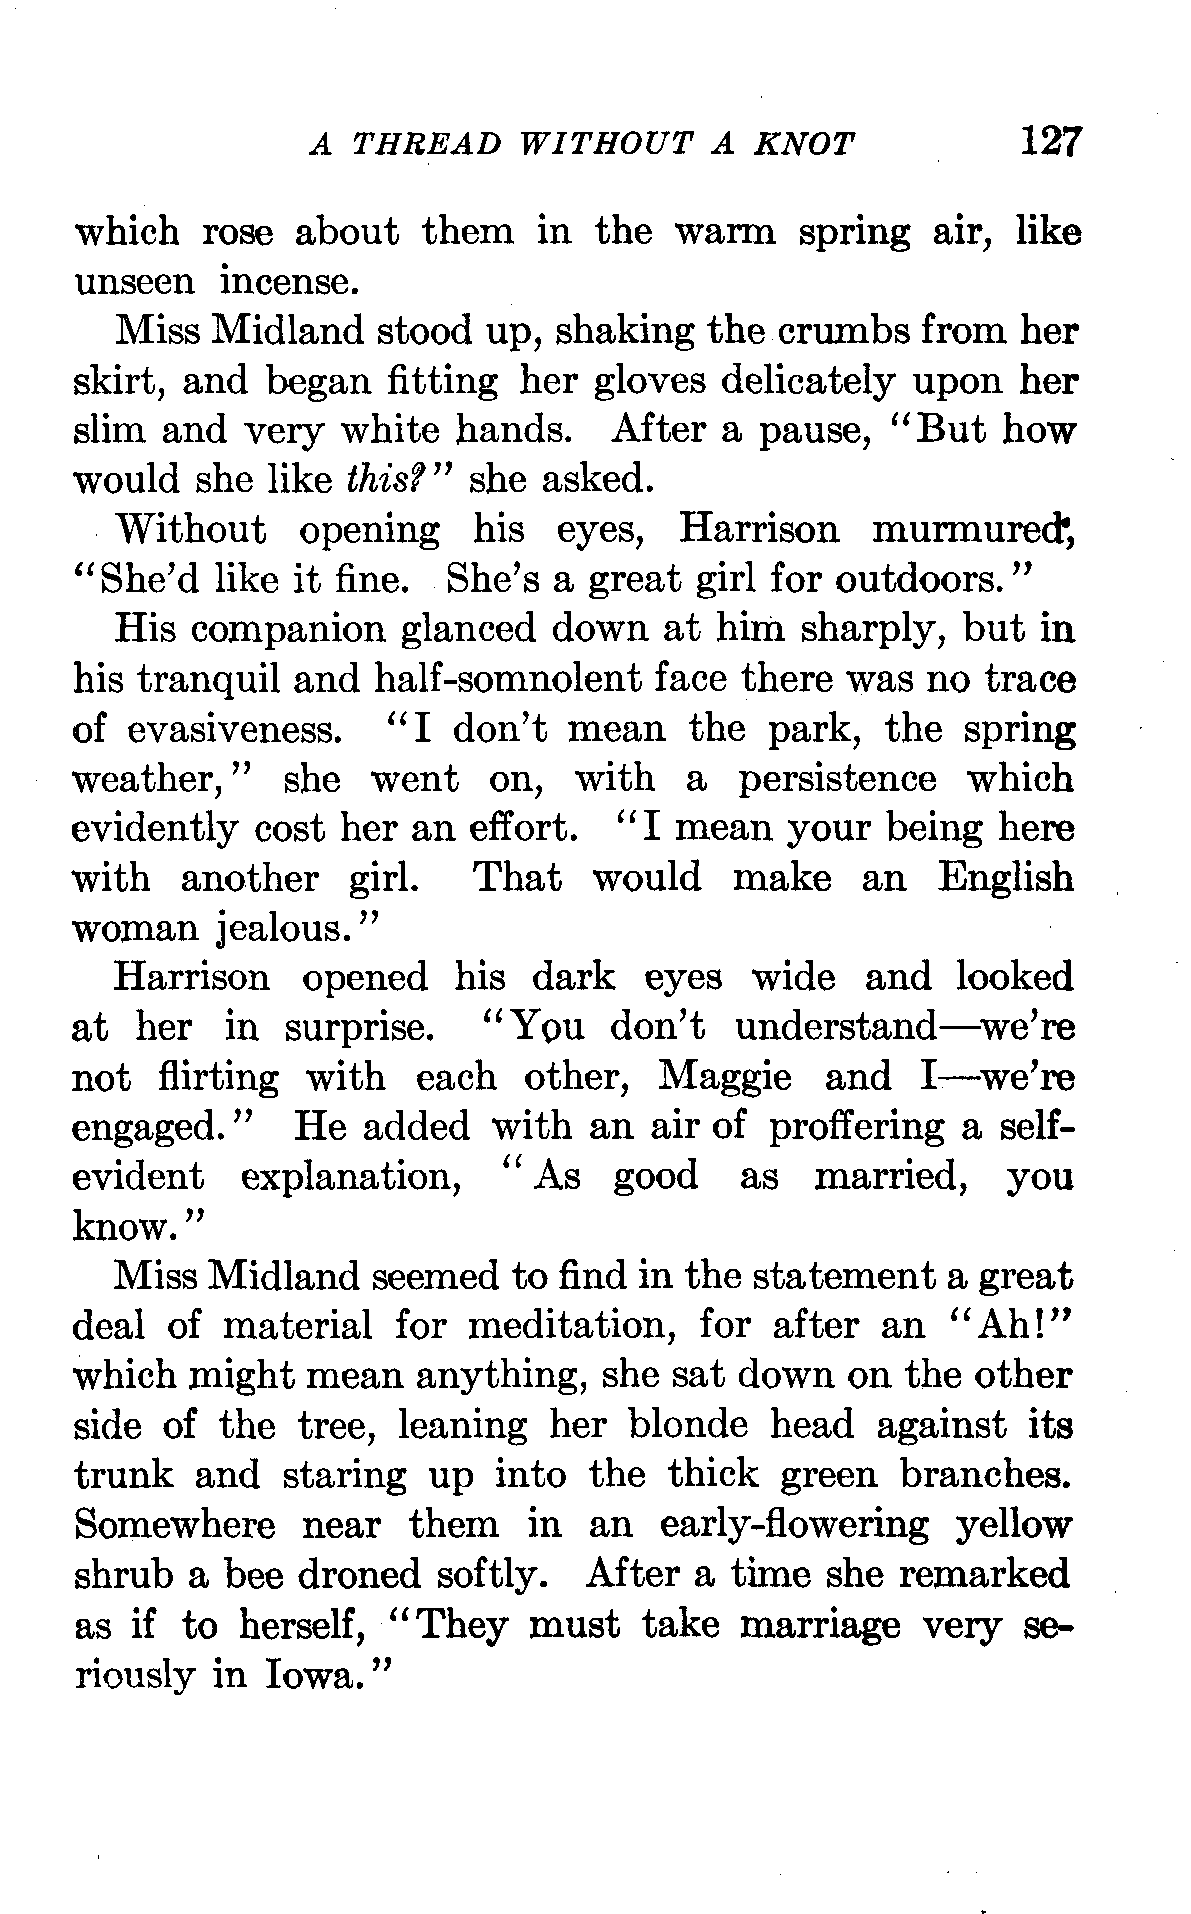 A THREAD WITHOUT A KNOT 127
which rose about them in the warm spring air, like
unseen incense.
Miss Midland stood up, shaking the crumbs from her
skirt, and began fitting her gloves delicately upon her
slim and very white hands. After a pause, "But how
would she like this?" she asked.
Without opening his eyes, Harrison murmured,
"She'd like it fine. She's a great girl for outdoors."
His companion glanced down at him sharply, but in
his tranquil and half-somnolent face there was no trace
of evasiveness. "I don't mean the park, the spring
weather," she went on, with a persistence which
evidently cost her an effort. "I mean your being here
with another girl. That would make an English
woman jealous."
Harrison opened his dark eyes wide and looked
at her in surprise. "You don't understand—we're
not flirting with each other, Maggie and I—we're
engaged." He added with an air of proffering a self-
evident explanation, "As good as married, you
know."
Miss Midland seemed to find in the statement a great
deal of material for meditation, for after an "Ah!"
which might mean anything, she sat down on the other
side of the tree, leaning her blonde head against its
trunk and staring up into the thick green branches.
Somewhere near them in an early-flowering yellow
shrub a bee droned softly. After a time she remarked
as if to herself, "They must take marriage very se-
riously in Iowa."